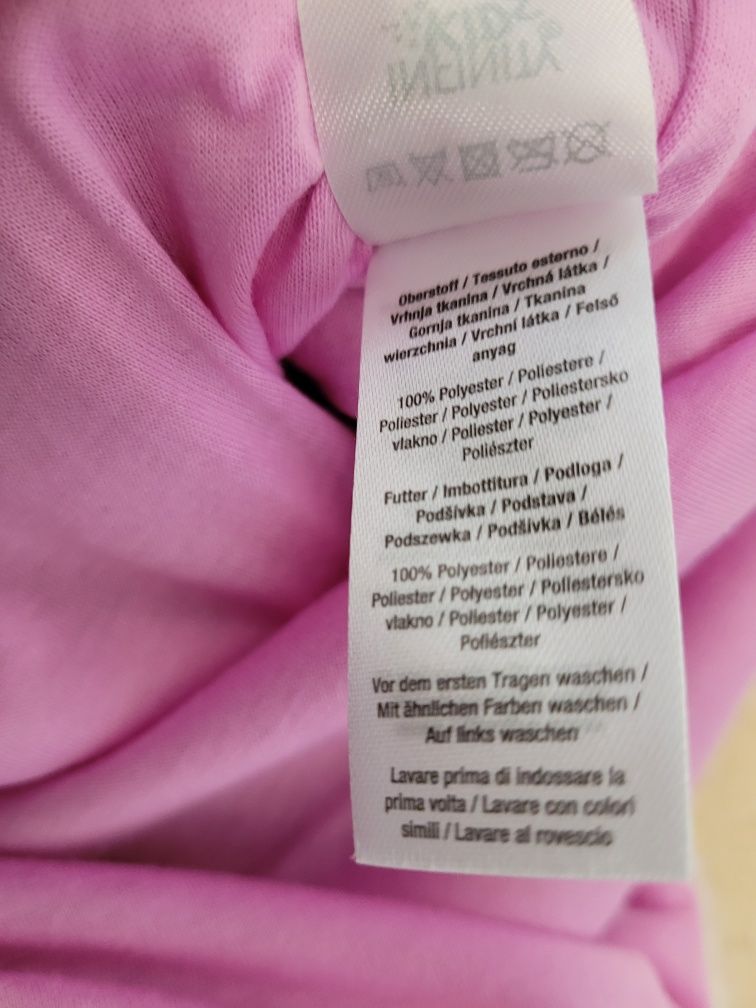 KIDZ
INFINITY
Oberstoff / Tessuto esterno /
Vrhnja tkanina / Vrchná látka /
Gornja tkanina / Tkanina
wierzchnia / Vrchní látka / Felső
anyag
100% Polyester / Poliestere /
Poliester / Polyester / Poliestersko
vlakno / Poliester / Polyester /
Poliészter
Futter / Imbottitura / Podloga /
Podšívka / Podstava /
Podszewka / Podšívka / Bélés
100% Polyester / Poliestere /
Poliester / Polyester / Poliestersko
vlakno / Poliester / Polyester /
Poliészter
Vor dem ersten Tragen waschen /
Mit ähnlichen Farben waschen /
Auf links waschen
Lavare prima di indossare la
prima volta / Lavare con colori
simili / Lavare al rovescio